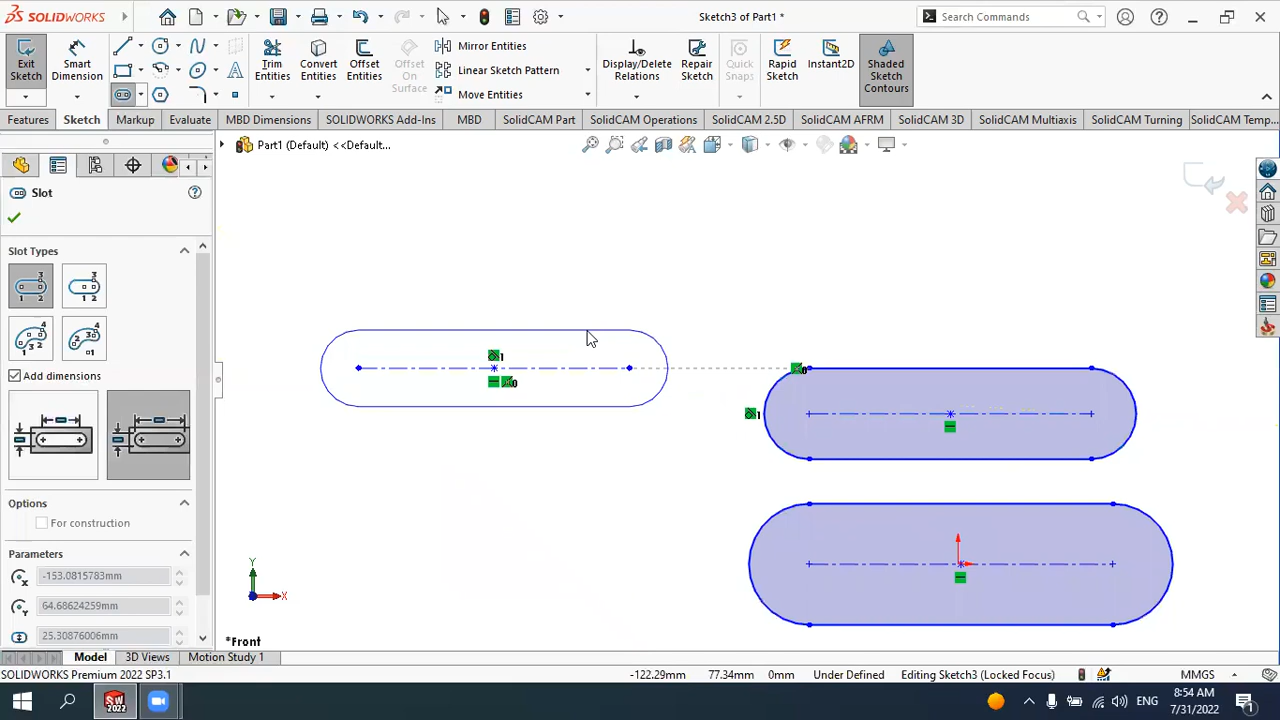 SOLIDWORKS
Sketch3 of Part1 *
Search Commands
Exit Sketch
Smart Dimension
Trim Entities
Convert Entities
Offset Entities
Offset On Surface
Mirror Entities
Linear Sketch Pattern
Move Entities
Display/Delete Relations
Repair Sketch
Quick Snaps
Rapid Sketch
Instant2D
Shaded Sketch Contours
Features
Sketch
Markup
Evaluate
MBD Dimensions
SOLIDWORKS Add-Ins
MBD
SolidCAM Part
SolidCAM Operations
SolidCAM 2.5D
SolidCAM AFRM
SolidCAM 3D
SolidCAM Multiaxis
SolidCAM Turning
SolidCAM Temp...
Part1 (Default) <<Default...
Slot
Slot Types
Add dimensions
Options
For construction
Parameters
-153.0815783mm
64.68624259mm
25.30876006mm
Y
X
*Front
Model
3D Views
Motion Study 1
SOLIDWORKS Premium 2022 SP3.1
-122.29mm
77.34mm
0mm
Under Defined
Editing Sketch3 (Locked Focus)
MMGS
ENG
8:54 AM
7/31/2022